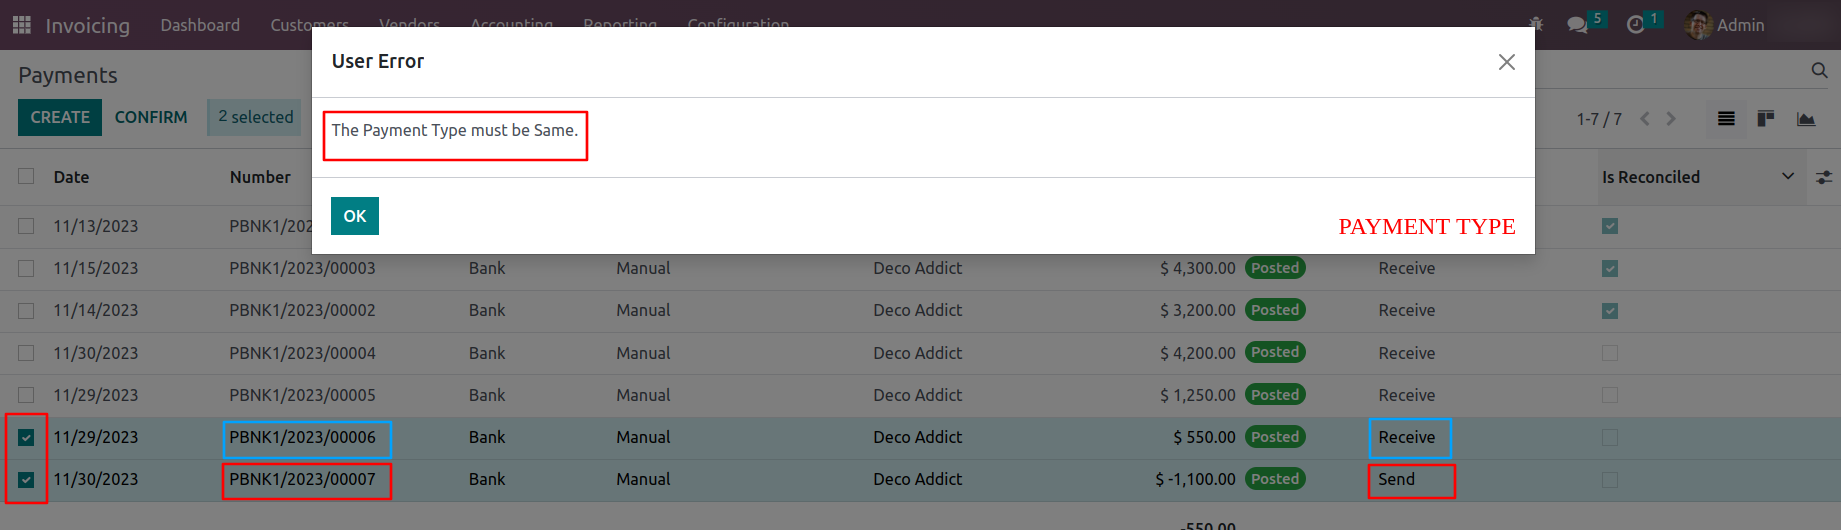 Invoicing Dashboard Customers Vendors Accounting Reporting Configuration 5 1 Admin
Payments
User Error
The Payment Type must be Same.
OK
PAYMENT TYPE
CREATE CONFIRM 2 selected 1-7 / 7
Date Number Is Reconciled
11/13/2023 PBNK1/202
11/15/2023 PBNK1/2023/00003 Bank Manual Deco Addict $ 4,300.00 Posted Receive
11/14/2023 PBNK1/2023/00002 Bank Manual Deco Addict $ 3,200.00 Posted Receive
11/30/2023 PBNK1/2023/00004 Bank Manual Deco Addict $ 4,200.00 Posted Receive
11/29/2023 PBNK1/2023/00005 Bank Manual Deco Addict $ 1,250.00 Posted Receive
11/29/2023 PBNK1/2023/00006 Bank Manual Deco Addict $ 550.00 Posted Receive
11/30/2023 PBNK1/2023/00007 Bank Manual Deco Addict $ -1,100.00 Posted Send
-550.00